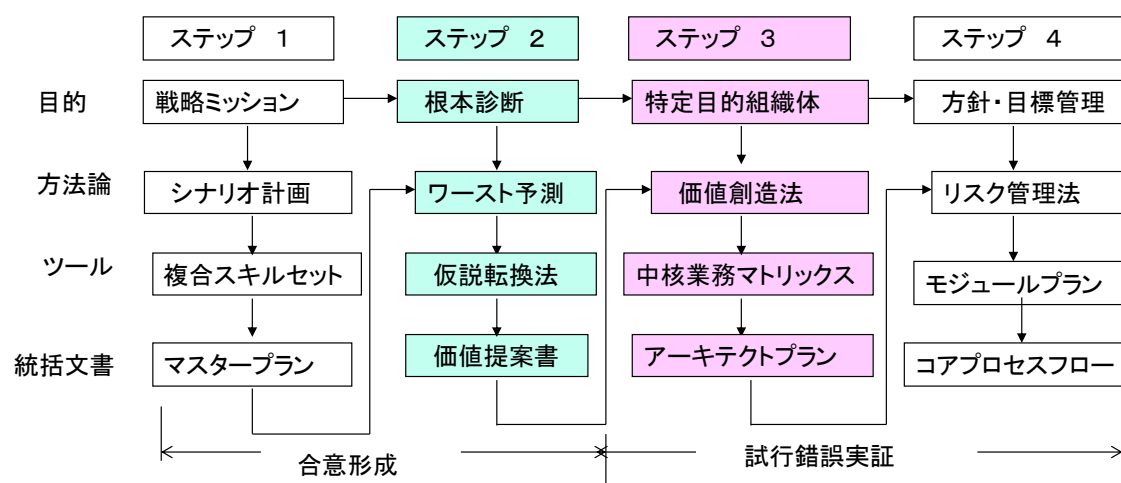 ステップ　1
ステップ　2
ステップ　3
ステップ　4
目的
戦略ミッション
根本診断
特定目的組織体
方針・目標管理
方法論
シナリオ計画
ワースト予測
価値創造法
リスク管理法
ツール
複合スキルセット
仮説転換法
中核業務マトリックス
モジュールプラン
統括文書
マスタープラン
価値提案書
アーキテクトプラン
コアプロセスフロー
合意形成
試行錯誤実証